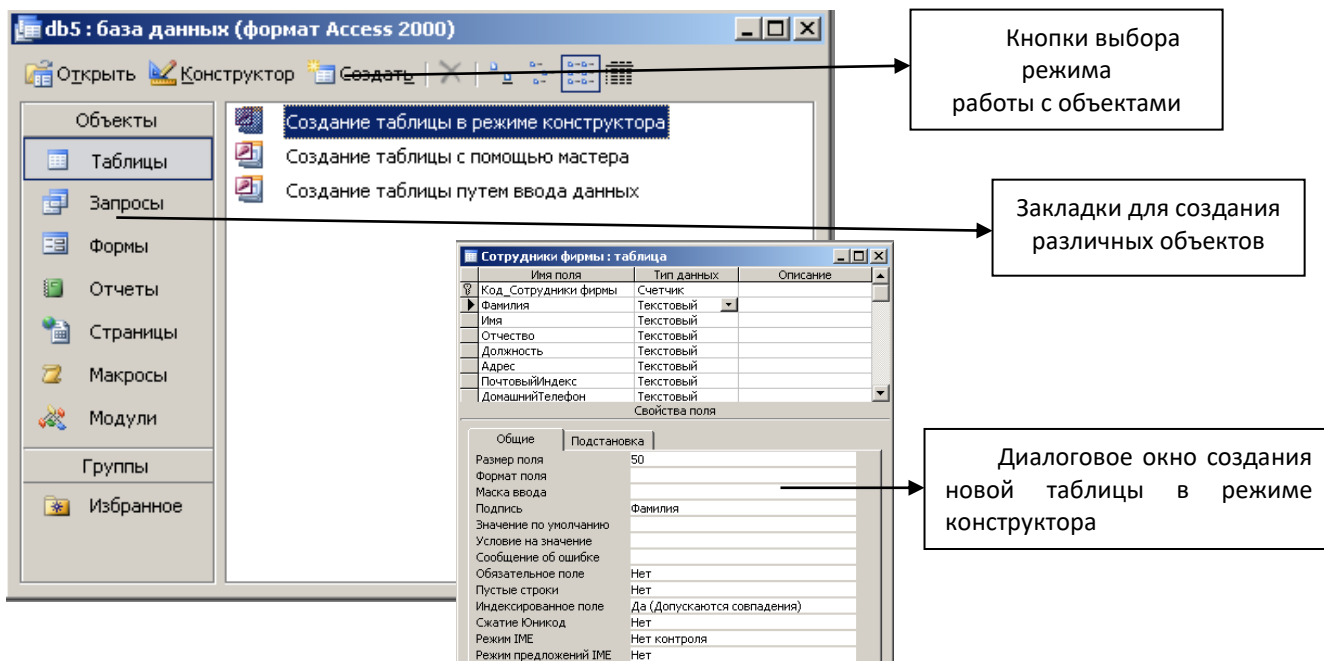 db5 : база данных (формат Access 2000)
Открыть Конструктор Создать
Объекты
Таблицы
Запросы
Формы
Отчеты
Страницы
Макросы
Модули
Группы
Избранное
Создание таблицы в режиме конструктора
Создание таблицы с помощью мастера
Создание таблицы путем ввода данных
Сотрудники фирмы : таблица
Имя поля Тип данных Описание
Код_Сотрудники фирмы Счетчик
Фамилия Текстовый
Имя Текстовый
Отчество Текстовый
Должность Текстовый
Адрес Текстовый
ПочтовыйИндекс Текстовый
ДомашнийТелефон Текстовый
Свойства поля
Общие Подстановка
Размер поля 50
Формат поля
Маска ввода
Подпись Фамилия
Значение по умолчанию
Условие на значение
Сообщение об ошибке
Обязательное поле Нет
Пустые строки Нет
Индексированное поле Да (Допускаются совпадения)
Сжатие Юникод Нет
Режим IME Нет контроля
Режим предложений IME Нет
Кнопки выбора
режима
работы с объектами
Закладки для создания
различных объектов
Диалоговое окно создания
новой таблицы в режиме
конструктора